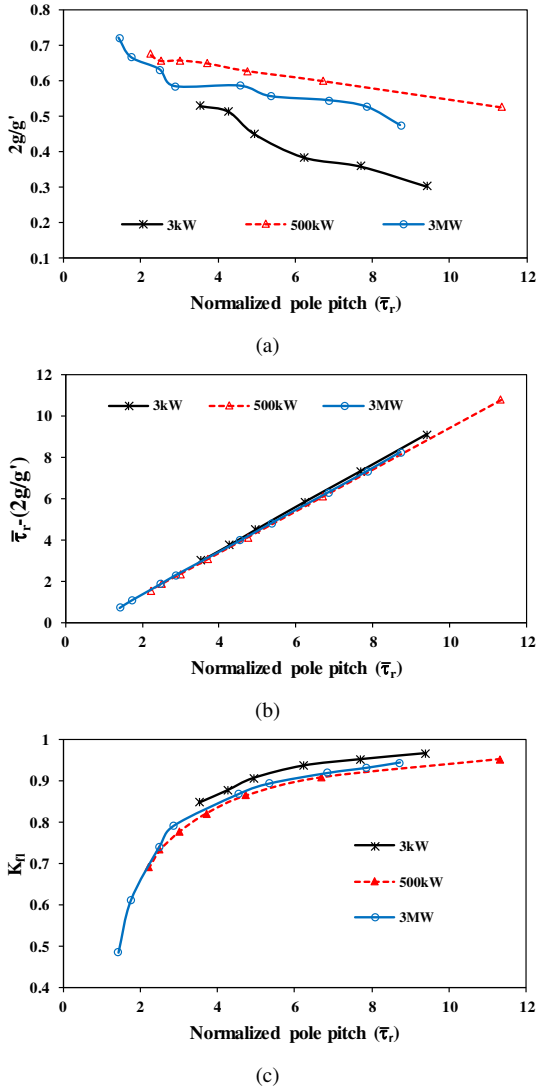 0.8
0.7
0.6
0.5
0.4
0.3
0.2
0.1
2g/g'
3kW 500kW 3MW
0 2 4 6 8 10 12
Normalized pole pitch (τ̅r)
(a)
12
10
8
6
4
2
0
τ̅r-(2g/g')
3kW 500kW 3MW
0 2 4 6 8 10 12
Normalized pole pitch (τ̅r)
(b)
1
0.9
0.8
0.7
0.6
0.5
0.4
Kfl
3kW
500kW
3MW
0 2 4 6 8 10 12
Normalized pole pitch (τ̅r)
(c)